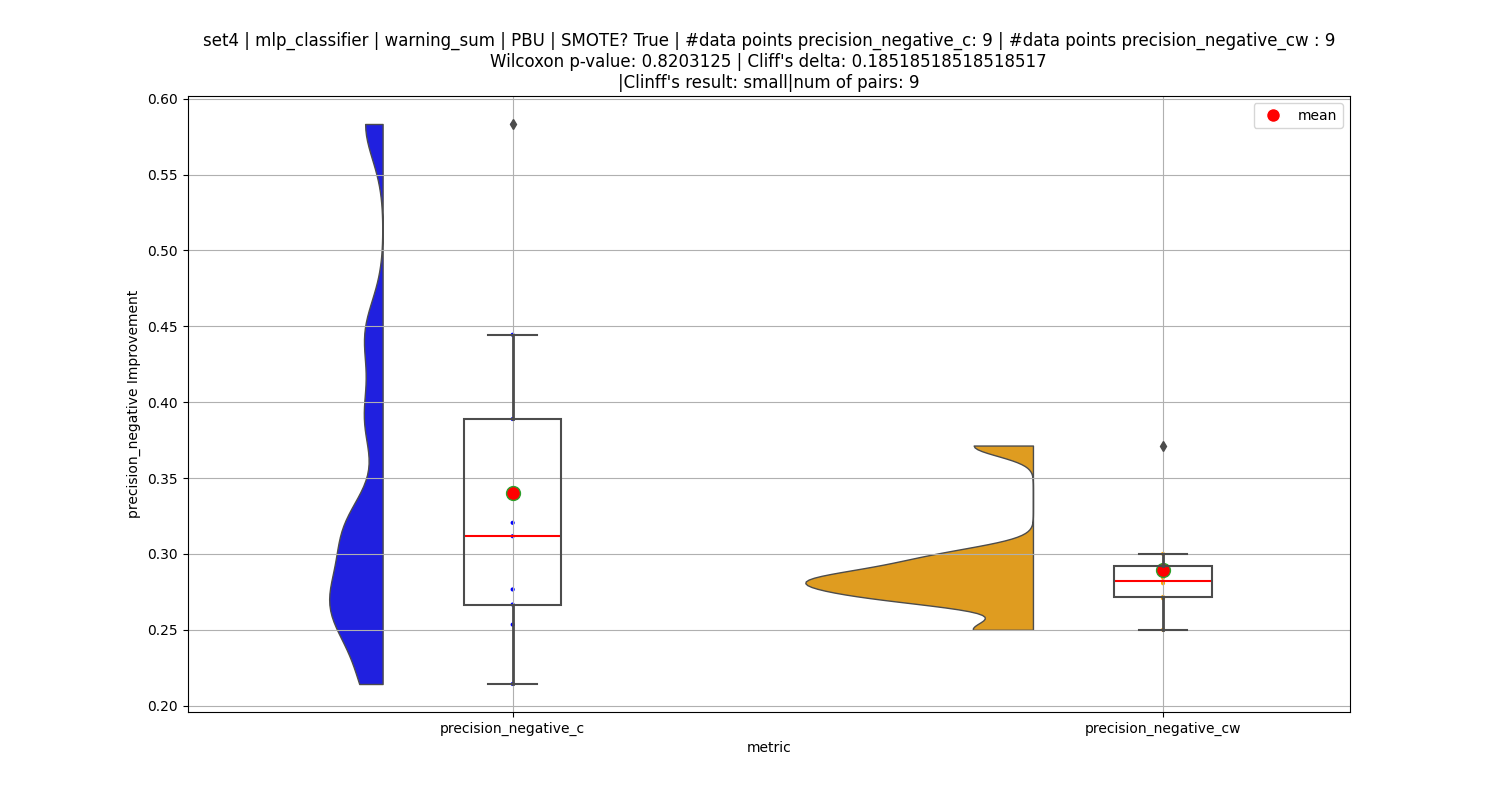 set4 | mlp_classifier | warning_sum | PBU | SMOTE? True | #data points precision_negative_c: 9 | #data points precision_negative_cw : 9
Wilcoxon p-value: 0.8203125 | Cliff's delta: 0.18518518518518517
|Clinff's result: small|num of pairs: 9
mean
0.60
0.55
0.50
0.45
0.40
0.35
0.30
0.25
0.20
precision_negative Improvement
precision_negative_c
precision_negative_cw
metric